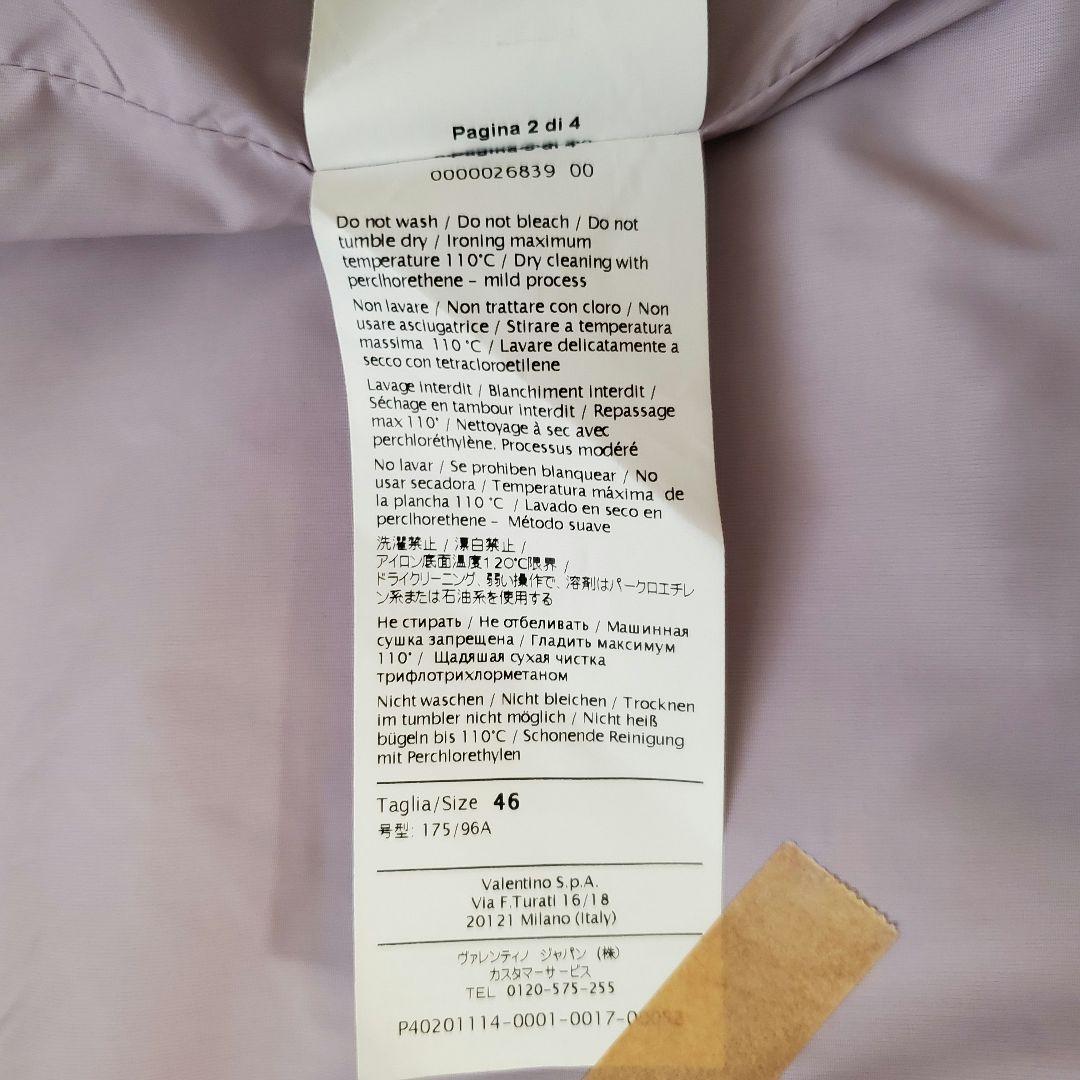 Pagina 2 di 4
0000026839 00
Do not wash / Do not bleach / Do not
tumble dry / Ironing maximum
temperature 110°C / Dry cleaning with
perclhorethene - mild process
Non lavare / Non trattare con cloro / Non
usare asciugatrice / Stirare a temperatura
massima 110 °C / Lavare delicatamente a
secco con tetracloroetilene
Lavage interdit / Blanchiment interdit /
Séchage en tambour interdit / Repassage
max 110° / Nettoyage à sec avec
perchloréthylène. Processus modéré
No lavar / Se prohiben blanquear / No
usar secadora / Temperatura máxima de
la plancha 110 °C / Lavado en seco en
perclhorethene - Método suave
洗濯禁止 / 漂白禁止 /
アイロン底面温度120℃限界 /
ドライクリーニング、弱い操作で、溶剤はパークロエチレ
ン系または石油系を使用する
Не стирать / Не отбеливать / Машинная
сушка запрещена / Гладить максимум
110° / Щадяшая сухая чистка
трифлотрихлорметаном
Nicht waschen / Nicht bleichen / Trocknen
im tumbler nicht möglich / Nicht heiß
bügeln bis 110°C / Schonende Reinigung
mit Perchlorethylen
Taglia/Size 46
号型: 175/96A
Valentino S.p.A.
Via F.Turati 16/18
20121 Milano (Italy)
ヴァレンティノ ジャパン (株)
カスタマーサービス
TEL 0120-575-255
P40201114-0001-0017-